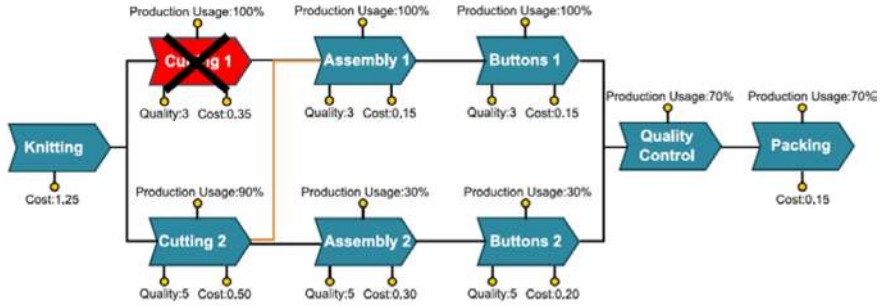 Production Usage:100%
Production Usage:100%
Production Usage:100%
Cutting 1
Assembly 1
Buttons 1
Quality:3
Cost:0.35
Quality:3
Cost:0.15
Quality:3
Cost:0.15
Production Usage:70%
Production Usage:70%
Knitting
Quality
Control
Packing
Cost:1.25
Cost:0.15
Production Usage:90%
Production Usage:30%
Production Usage:30%
Cutting 2
Assembly 2
Buttons 2
Quality:5
Cost:0.50
Quality:5
Cost:0.30
Quality:5
Cost:0.20